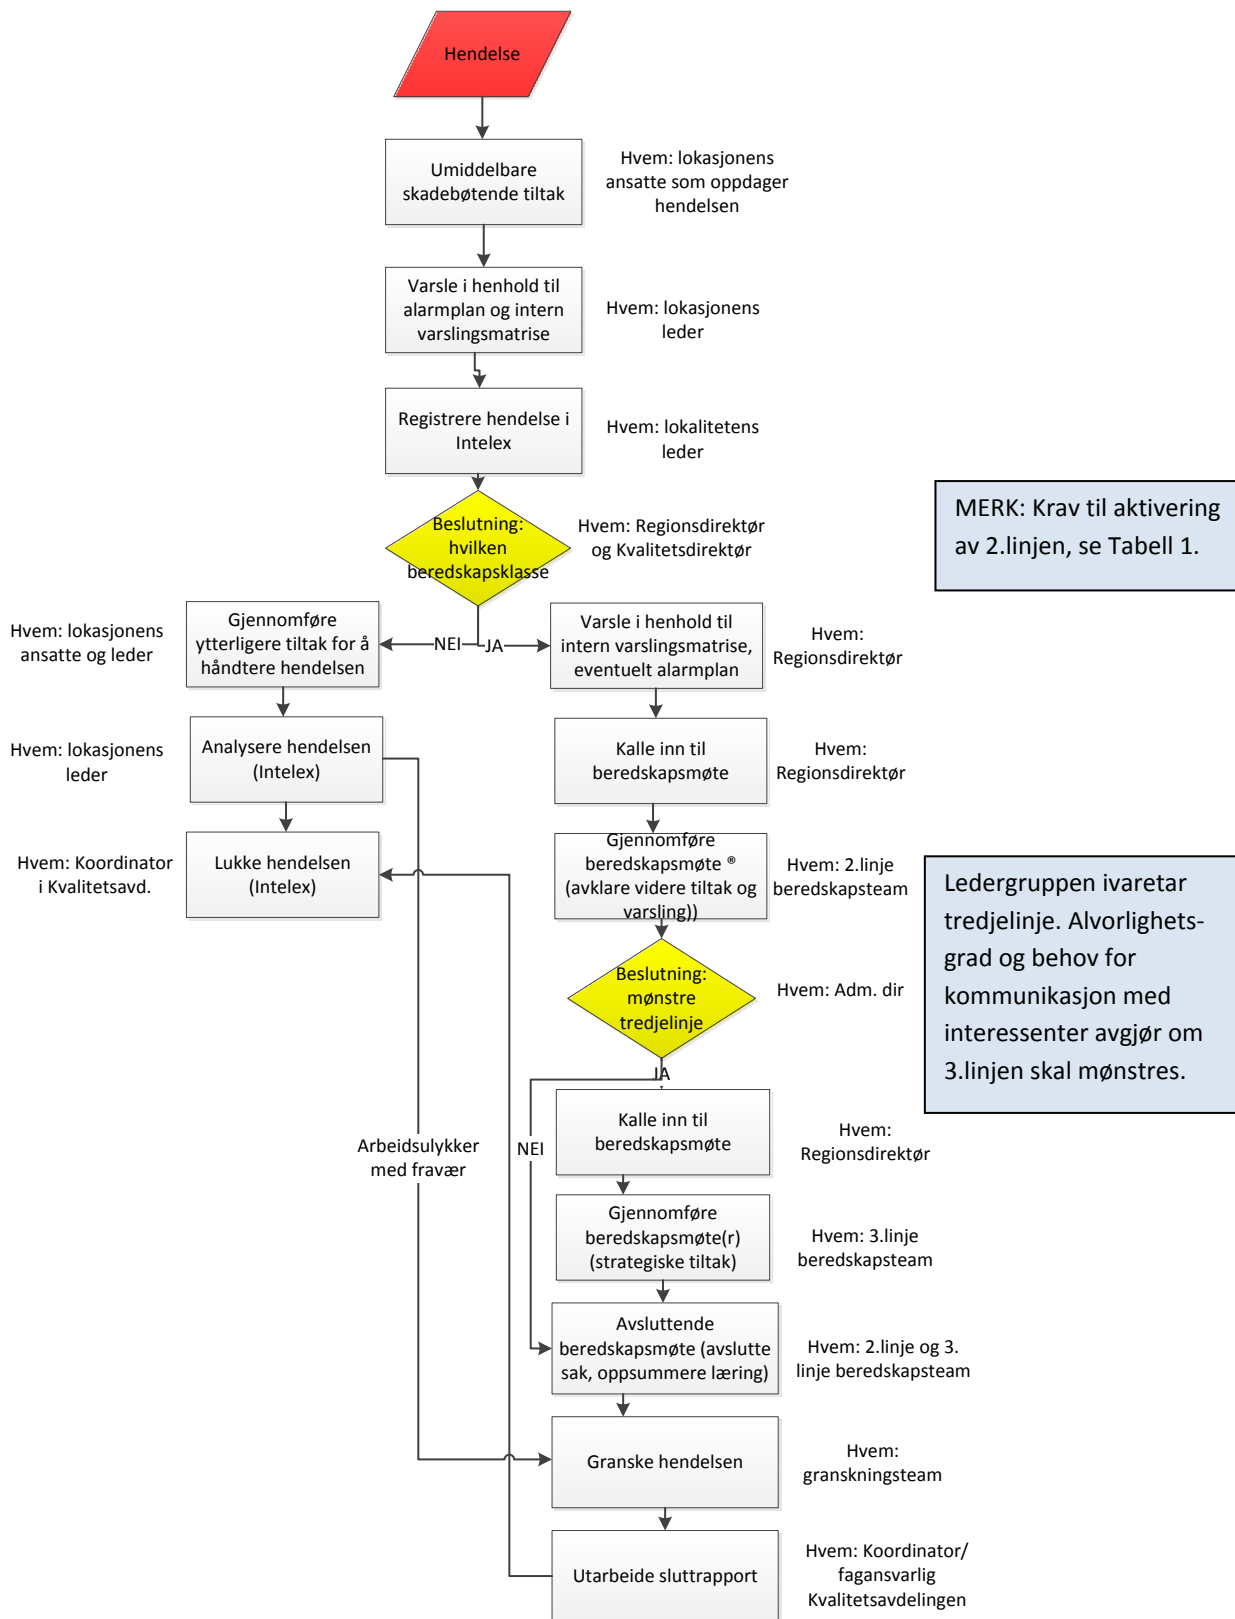 Hendelse
Umiddelbare
skadebøtende tiltak
Hvem: lokasjonens
ansatte som oppdager
hendelsen
Varsle i henhold til
alarmplan og intern
varslingsmatrise
Hvem: lokasjonens
leder
Registrere hendelse i
Intelex
Hvem: lokalitetens
leder
Beslutning:
hvilken
beredskapsklasse
Hvem: Regionsdirektør
og Kvalitetsdirektør
MERK: Krav til aktivering
av 2.linjen, se Tabell 1.
NEI
JA
Hvem: lokasjonens
ansatte og leder
Gjennomføre
ytterligere tiltak for å
håndtere hendelsen
Varsle i henhold til
intern varslingsmatrise,
eventuelt alarmplan
Hvem:
Regionsdirektør
Hvem: lokasjonens
leder
Analysere hendelsen
(Intelex)
Kalle inn til
beredskapsmøte
Hvem:
Regionsdirektør
Hvem: Koordinator
i Kvalitetsavd.
Lukke hendelsen
(Intelex)
Gjennomføre
beredskapsmøte ®
(avklare videre tiltak og
varsling))
Hvem: 2.linje
beredskapsteam
Ledergruppen ivaretar
tredjelinje. Alvorlighets-
grad og behov for
kommunikasjon med
interessenter avgjør om
3.linjen skal mønstres.
Beslutning:
mønstre
tredjelinje
Hvem: Adm. dir
JA
NEI
Arbeidsulykker
med fravær
Kalle inn til
beredskapsmøte
Hvem:
Regionsdirektør
Gjennomføre
beredskapsmøte(r)
(strategiske tiltak)
Hvem: 3.linje
beredskapsteam
Avsluttende
beredskapsmøte (avslutte
sak, oppsummere læring)
Hvem: 2.linje og 3.
linje beredskapsteam
Granske hendelsen
Hvem:
granskningsteam
Utarbeide sluttrapport
Hvem: Koordinator/
fagansvarlig
Kvalitetsavdelingen